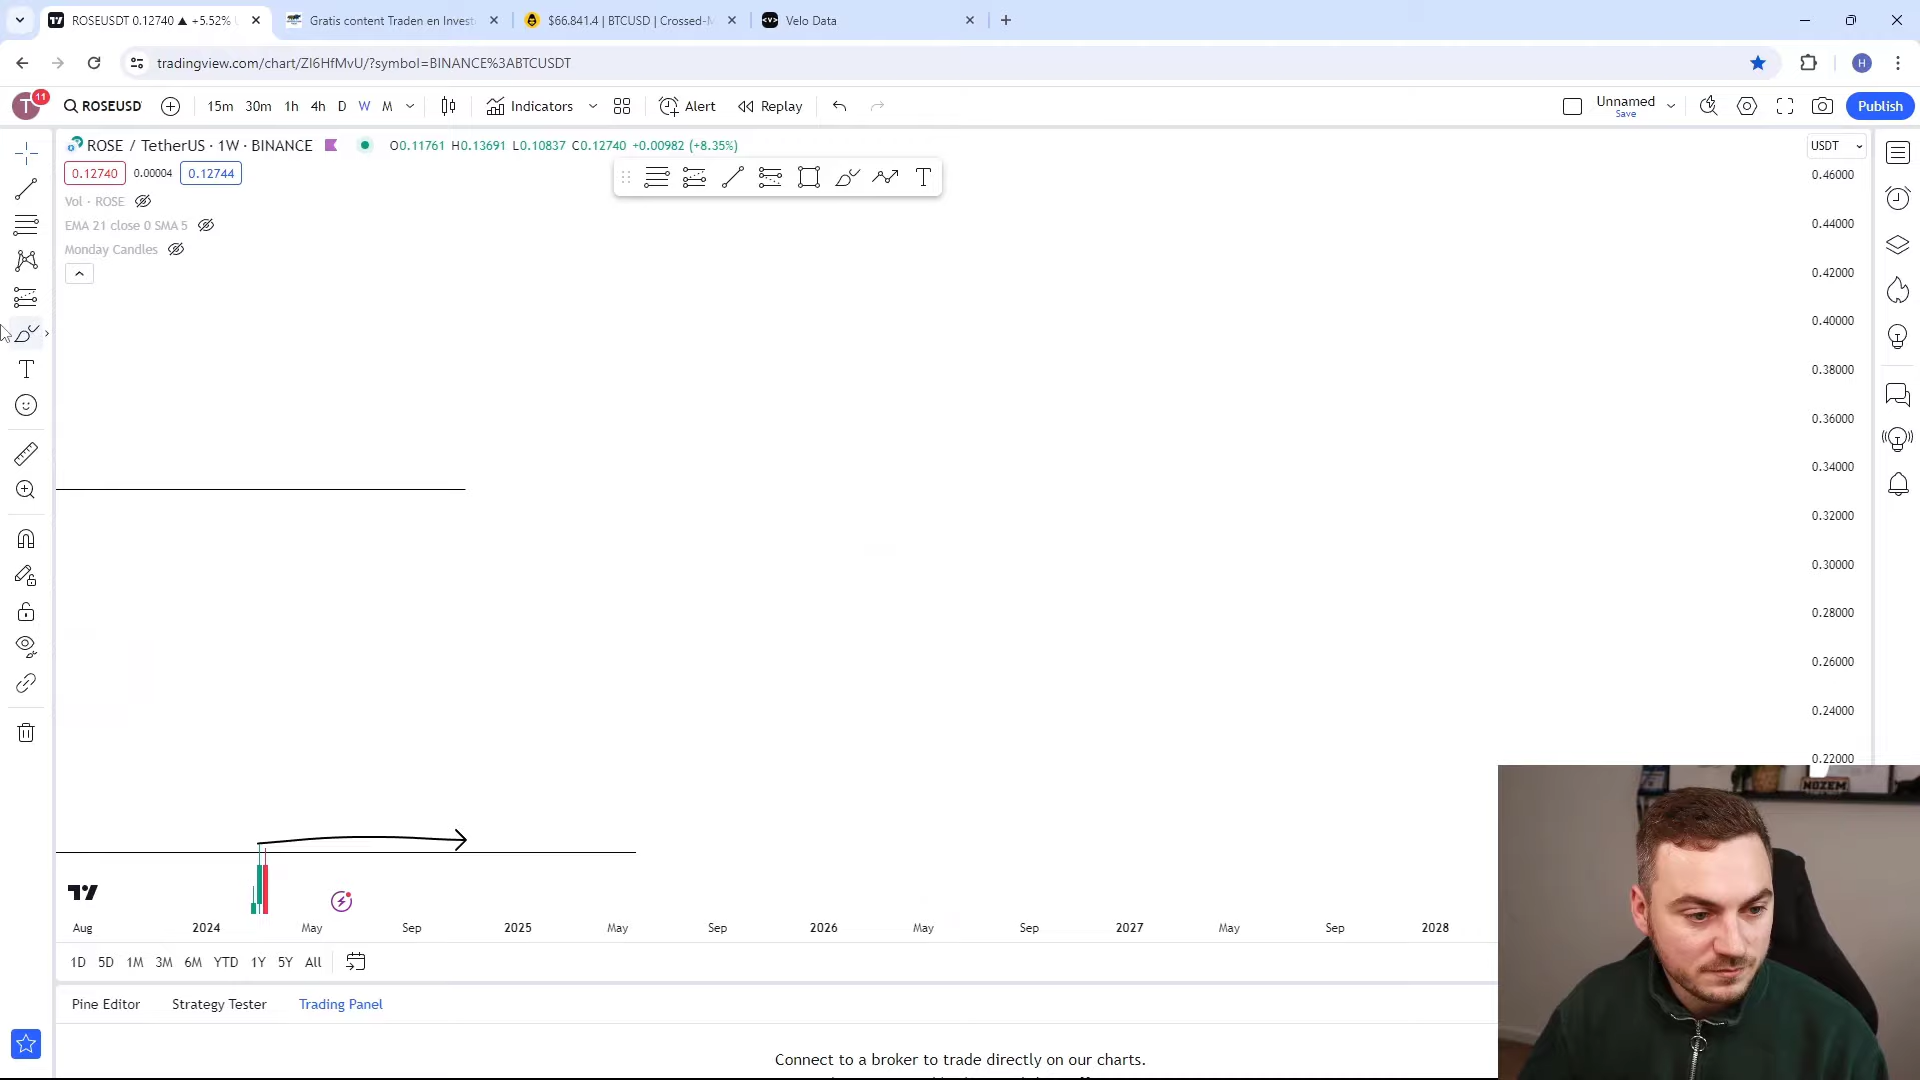 ROSEUSDT 0.12740 ▲ +5.52%
Gratis content Traden en Invest
$66.841.4 | BTCUSD | Crossed-M
Velo Data
tradingview.com/chart/ZI6HfMvU/?symbol=BINANCE%3ABTCUSDT
H
T 11
ROSEUSD
15m 30m 1h 4h D W M
Indicators
Alert
Replay
Unnamed
Save
Publish
ROSE / TetherUS · 1W · BINANCE
O0.11761 H0.13691 L0.10837 C0.12740 +0.00982 (+8.35%)
USDT
0.12740 0.00004 0.12744
Vol · ROSE
EMA 21 close 0 SMA 5
Monday Candles
T
T
0.46000
0.44000
0.42000
0.40000
0.38000
0.36000
0.34000
0.32000
0.30000
0.28000
0.26000
0.24000
0.22000
NOZEM
Aug 2024 May Sep 2025 May Sep 2026 May Sep 2027 May Sep 2028
1D 5D 1M 3M 6M YTD 1Y 5Y All
Pine Editor Strategy Tester Trading Panel
Connect to a broker to trade directly on our charts.